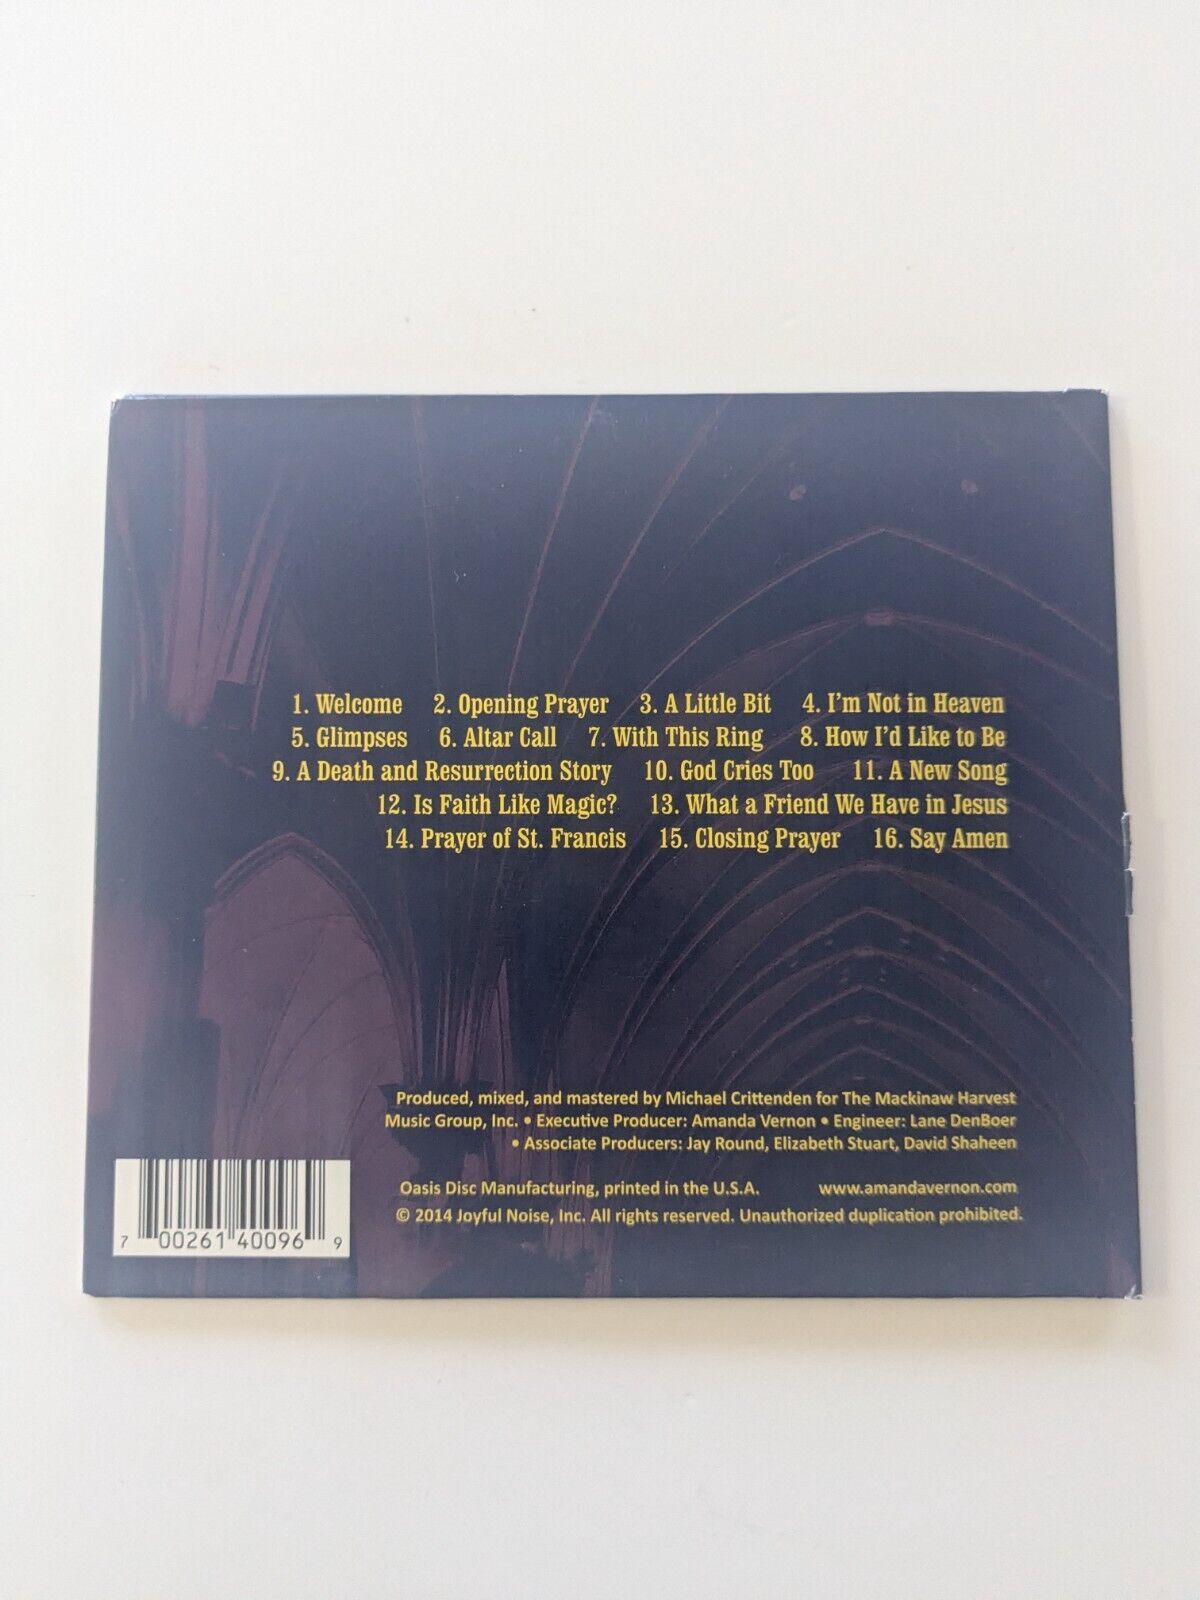 1. Welcome 2. Opening Prayer 3. A Little Bit 4. I'm Not in Heaven
5. Glimpses 6. Altar Call 7. With This Ring 8. How I'd Like to Be
9. A Death and Resurrection Story 10. God Cries Too 11. A New Song
12. Is Faith Like Magic? 13. What a Friend We Have in Jesus
14. Prayer of St. Francis 15. Closing Prayer 16. Say Amen
Produced, mixed, and mastered by Michael Crittenden for The Mackinaw Harvest
Music Group, Inc. • Executive Producer: Amanda Vernon • Engineer: Lane DenBoer
• Associate Producers: Jay Round, Elizabeth Stuart, David Shaheen
Oasis Disc Manufacturing, printed in the U.S.A. www.amandavernon.com
© 2014 Joyful Noise, Inc. All rights reserved. Unauthorized duplication prohibited.
7 00261 40096 9